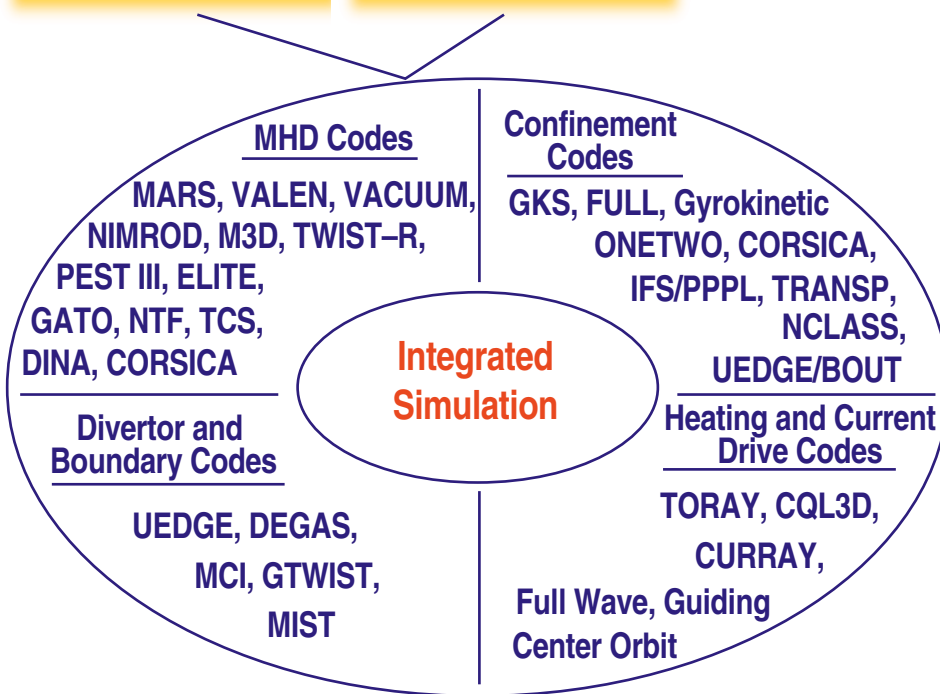 MHD Codes
MARS, VALEN, VACUUM,
NIMROD, M3D, TWIST–R,
PEST III, ELITE,
GATO, NTF, TCS,
DINA, CORSICA
Confinement
Codes
GKS, FULL, Gyrokinetic
ONETWO, CORSICA,
IFS/PPPL, TRANSP,
NCLASS,
UEDGE/BOUT
Integrated
Simulation
Divertor and
Boundary Codes
UEDGE, DEGAS,
MCI, GTWIST,
MIST
Heating and Current
Drive Codes
TORAY, CQL3D,
CURRAY,
Full Wave, Guiding
Center Orbit